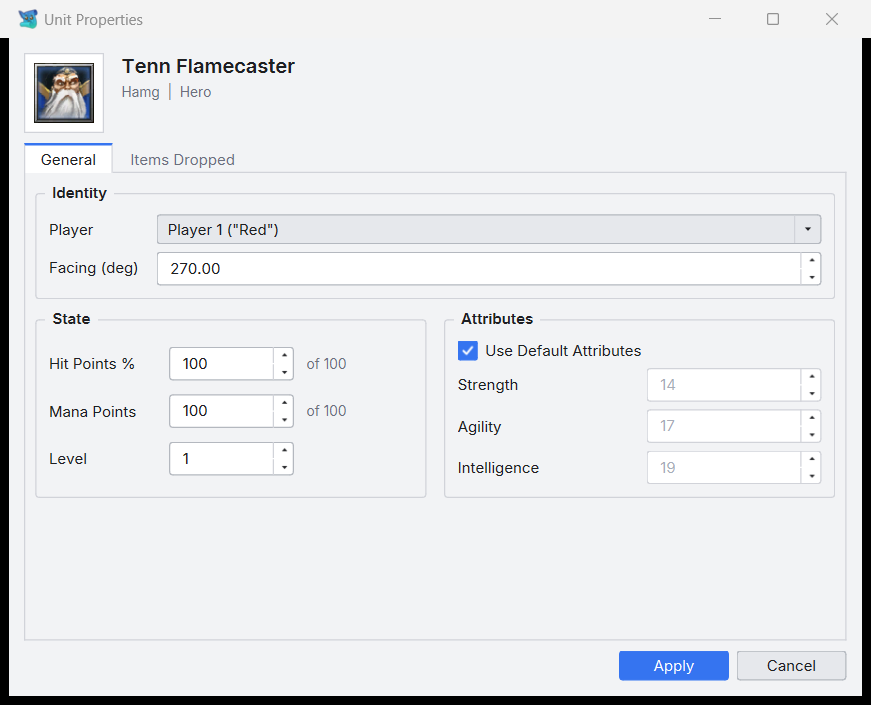 Unit Properties
Tenn Flamecaster
Hamg | Hero
General Items Dropped
Identity
Player Player 1 ("Red")
Facing (deg) 270.00
State
Hit Points % 100 of 100
Mana Points 100 of 100
Level 1
Attributes
Use Default Attributes
Strength 14
Agility 17
Intelligence 19
Apply Cancel